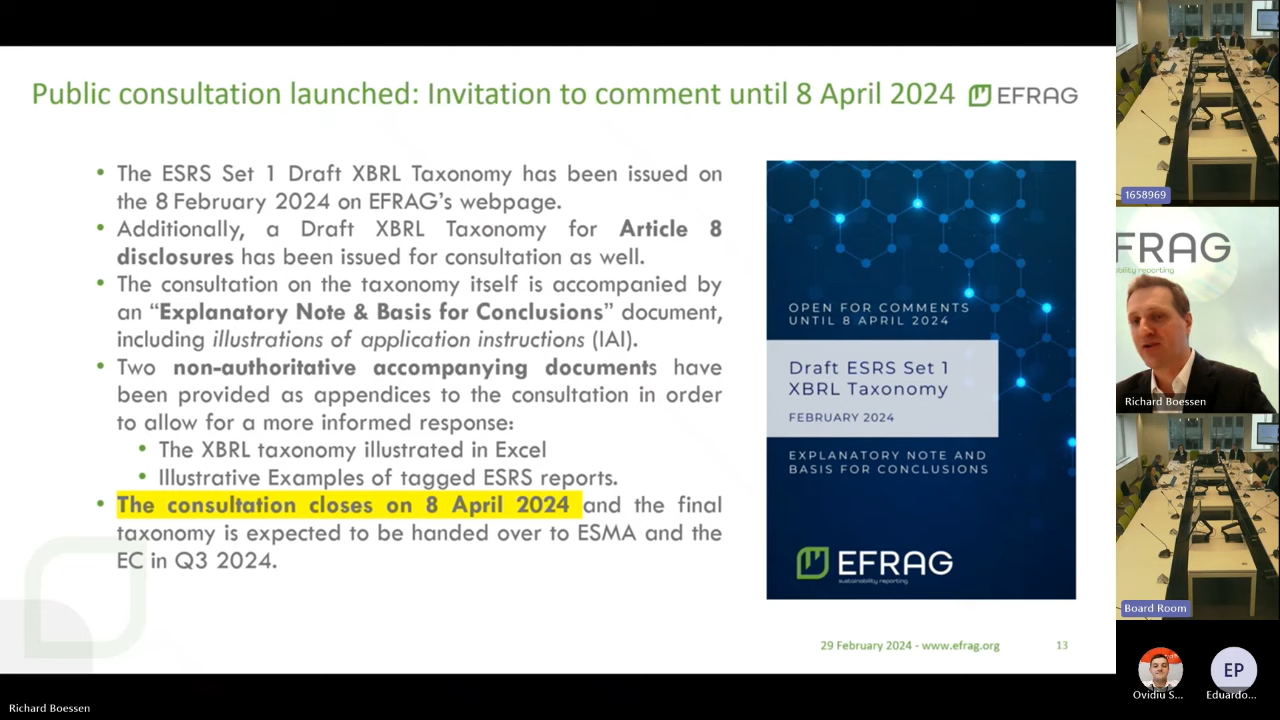 Public consultation launched: Invitation to comment until 8 April 2024
EFRAG
• The ESRS Set 1 Draft XBRL Taxonomy has been issued on
the 8 February 2024 on EFRAG's webpage.
• Additionally, a Draft XBRL Taxonomy for Article 8
disclosures has been issued for consultation as well.
• The consultation on the taxonomy itself is accompanied by
an “Explanatory Note & Basis for Conclusions” document,
including illustrations of application instructions (IAI).
• Two non-authoritative accompanying documents have
been provided as appendices to the consultation in order
to allow for a more informed response:
• The XBRL taxonomy illustrated in Excel
• Illustrative Examples of tagged ESRS reports.
• The consultation closes on 8 April 2024 and the final
taxonomy is expected to be handed over to ESMA and the
EC in Q3 2024.
OPEN FOR COMMENTS
UNTIL 8 APRIL 2024
Draft ESRS Set 1
XBRL Taxonomy
FEBRUARY 2024
EXPLANATORY NOTE AND
BASIS FOR CONCLUSIONS
EFRAG
sustainability reporting
29 February 2024 - www.efrag.org
13
1658969
FRAG
ability reporting
Richard Boessen
Board Room
EP
Ovidiu S...
Eduardo...
Richard Boessen